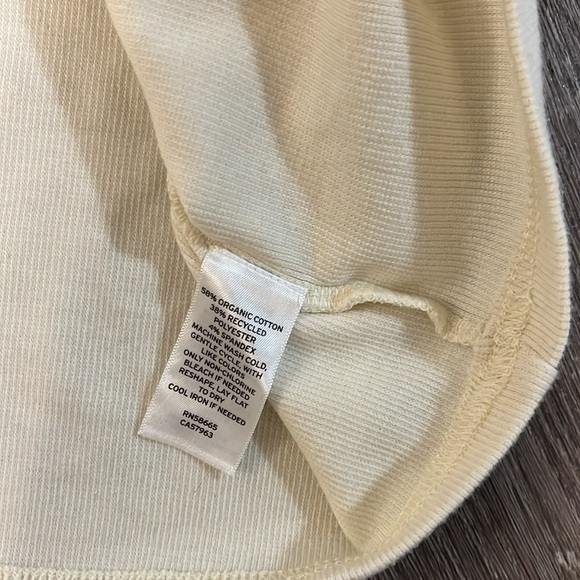 58% ORGANIC COTTON
38% RECYCLED
POLYESTER
4% SPANDEX
MACHINE WASH COLD,
GENTLE CYCLE, WITH
LIKE COLORS
ONLY NON-CHLORINE
BLEACH IF NEEDED
RESHAPE, LAY FLAT
TO DRY
COOL IRON IF NEEDED
RN58665
CA57963